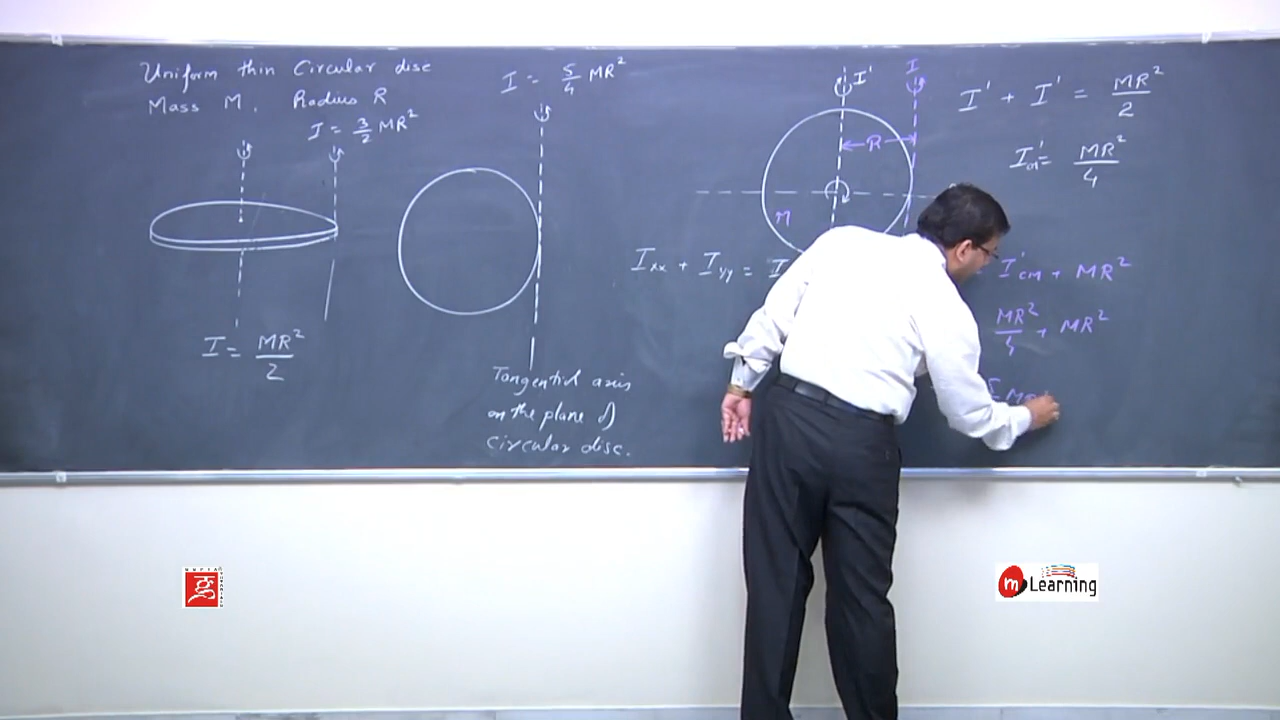 Uniform thin Circular disc
Mass M, Radius R
I = 3/2 MR²
I = MR²/2
I = 5/4 MR²
Tangential axis
on the plane of
circular disc.
I'
I
R
M
I' + I' = MR²/2
I' = MR²/4
Ixx + Iyy = I
= I'cm + MR²
MR²/4 + MR²
g
m Learning